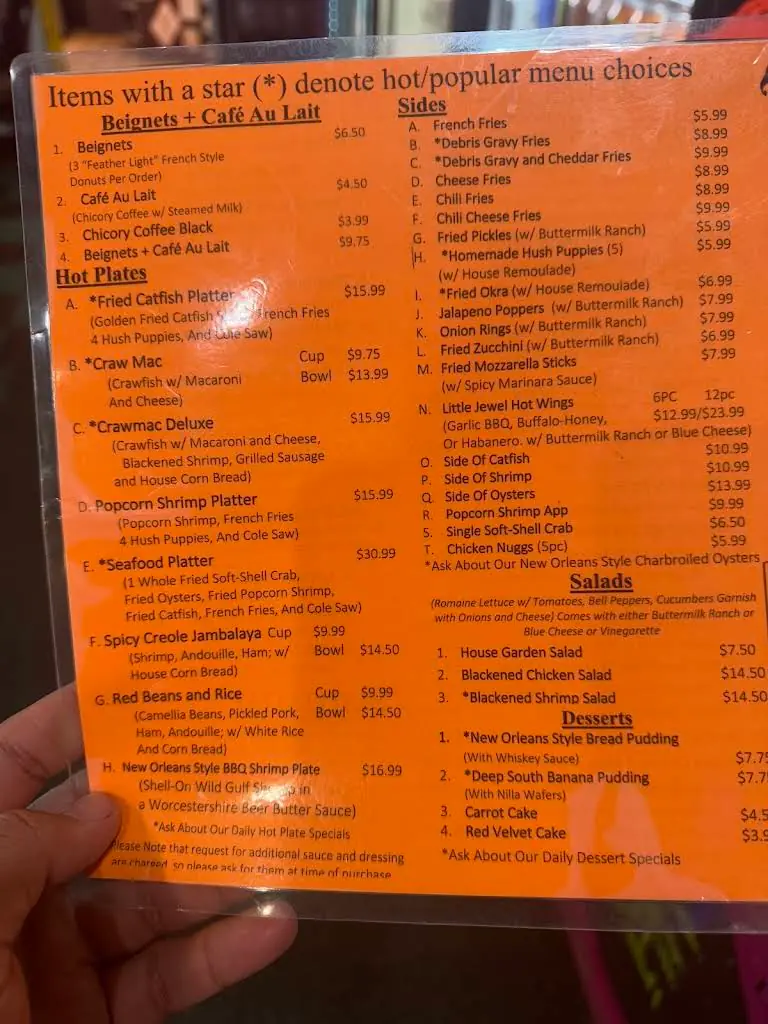 Items with a star (*) denote hot/popular menu choices
Beignets + Café Au Lait
1. Beignets $6.50
(3 "Feather Light" French Style
Donuts Per Order)
2. Café Au Lait $4.50
(Chicory Coffee w/ Steamed Milk)
3. Chicory Coffee Black $3.99
4. Beignets + Café Au Lait $9.75
Hot Plates
A. *Fried Catfish Platter $15.99
(Golden Fried Catfish French Fries
4 Hush Puppies, And Cole Saw)
B. *Craw Mac Cup $9.75
(Crawfish w/ Macaroni Bowl $13.99
And Cheese)
C. *Crawmac Deluxe $15.99
(Crawfish w/ Macaroni and Cheese,
Blackened Shrimp, Grilled Sausage
and House Corn Bread)
D. Popcorn Shrimp Platter $15.99
(Popcorn Shrimp, French Fries
4 Hush Puppies, And Cole Saw)
E. *Seafood Platter $30.99
(1 Whole Fried Soft-Shell Crab,
Fried Oysters, Fried Popcorn Shrimp,
Fried Catfish, French Fries, And Cole Saw)
F. Spicy Creole Jambalaya Cup $9.99
(Shrimp, Andouille, Ham; w/ Bowl $14.50
House Corn Bread)
G. Red Beans and Rice Cup $9.99
(Camellia Beans, Pickled Pork, Bowl $14.50
Ham, Andouille; w/ White Rice
And Corn Bread)
H. New Orleans Style BBQ Shrimp Plate $16.99
(Shell-On Wild Gulf Shrimp in
a Worcestershire Beer Butter Sauce)
*Ask About Our Daily Hot Plate Specials
Please Note that request for additional sauce and dressing
are charged, so please ask for them at time of purchase
Sides
A. French Fries $5.99
B. *Debris Gravy Fries $8.99
C. *Debris Gravy and Cheddar Fries $9.99
D. Cheese Fries $8.99
E. Chili Fries $8.99
F. Chili Cheese Fries $9.99
G. Fried Pickles (w/ Buttermilk Ranch) $5.99
H. *Homemade Hush Puppies (5) $5.99
(w/ House Remoulade)
I. *Fried Okra (w/ House Remoulade) $6.99
J. Jalapeno Poppers (w/ Buttermilk Ranch) $7.99
K. Onion Rings (w/ Buttermilk Ranch) $7.99
L. Fried Zucchini (w/ Buttermilk Ranch) $6.99
M. Fried Mozzarella Sticks $7.99
(w/ Spicy Marinara Sauce)
N. Little Jewel Hot Wings 6PC 12pc
(Garlic BBQ, Buffalo-Honey, $12.99/$23.99
Or Habanero. w/ Buttermilk Ranch or Blue Cheese)
O. Side Of Catfish $10.99
P. Side Of Shrimp $10.99
Q. Side Of Oysters $13.99
R. Popcorn Shrimp App $9.99
S. Single Soft-Shell Crab $6.50
T. Chicken Nuggs (5pc) $5.99
*Ask About Our New Orleans Style Charbroiled Oysters
Salads
(Romaine Lettuce w/ Tomatoes, Bell Peppers, Cucumbers Garnish
with Onions and Cheese) Comes with either Buttermilk Ranch or
Blue Cheese or Vinegarette
1. House Garden Salad $7.50
2. Blackened Chicken Salad $14.50
3. *Blackened Shrimp Salad $14.50
Desserts
1. *New Orleans Style Bread Pudding
(With Whiskey Sauce) $7.75
2. *Deep South Banana Pudding $7.7
(With Nilla Wafers)
3. Carrot Cake $4.5
4. Red Velvet Cake $3.9
*Ask About Our Daily Dessert Specials